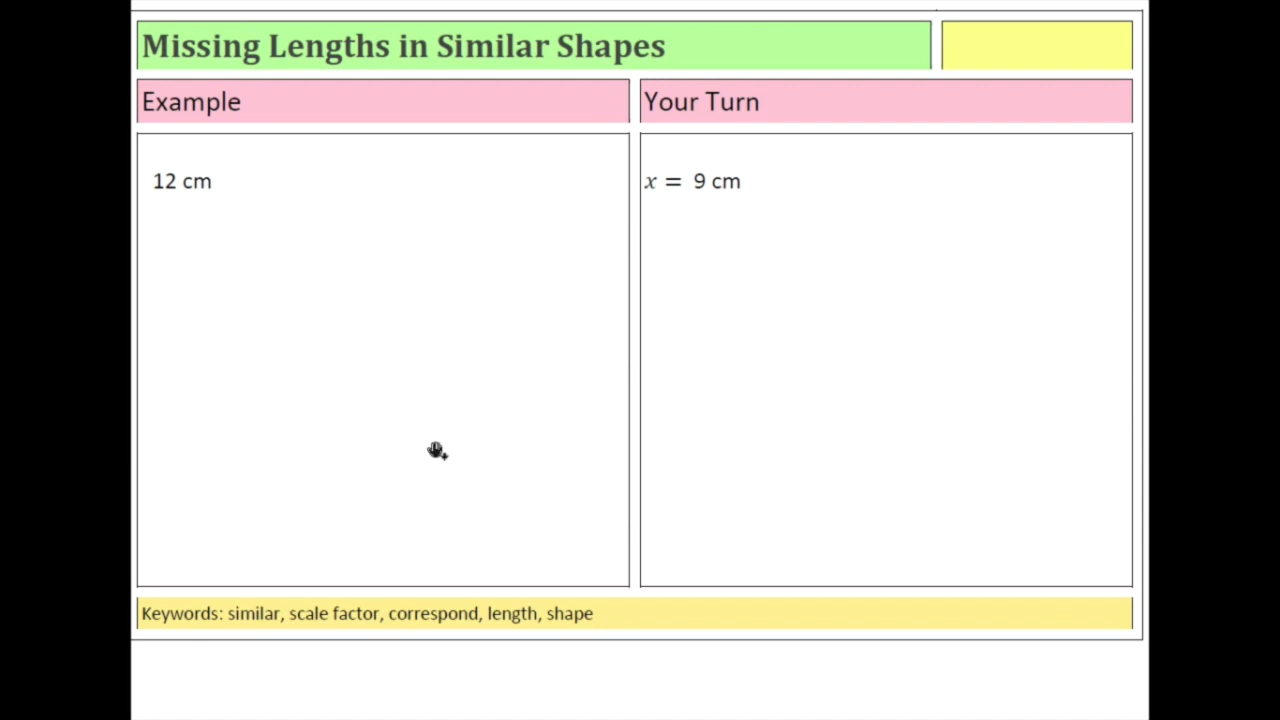 Missing Lengths in Similar Shapes
Example
Your Turn
12 cm
x = 9 cm
Keywords: similar, scale factor, correspond, length, shape